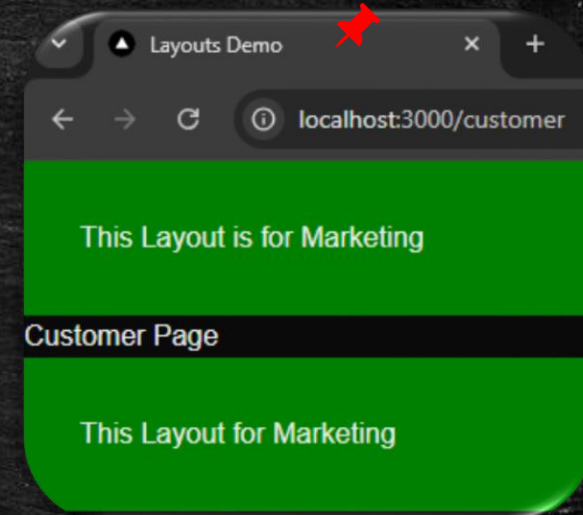 Layouts Demo
localhost:3000/customer
This Layout is for Marketing
Customer Page
This Layout for Marketing